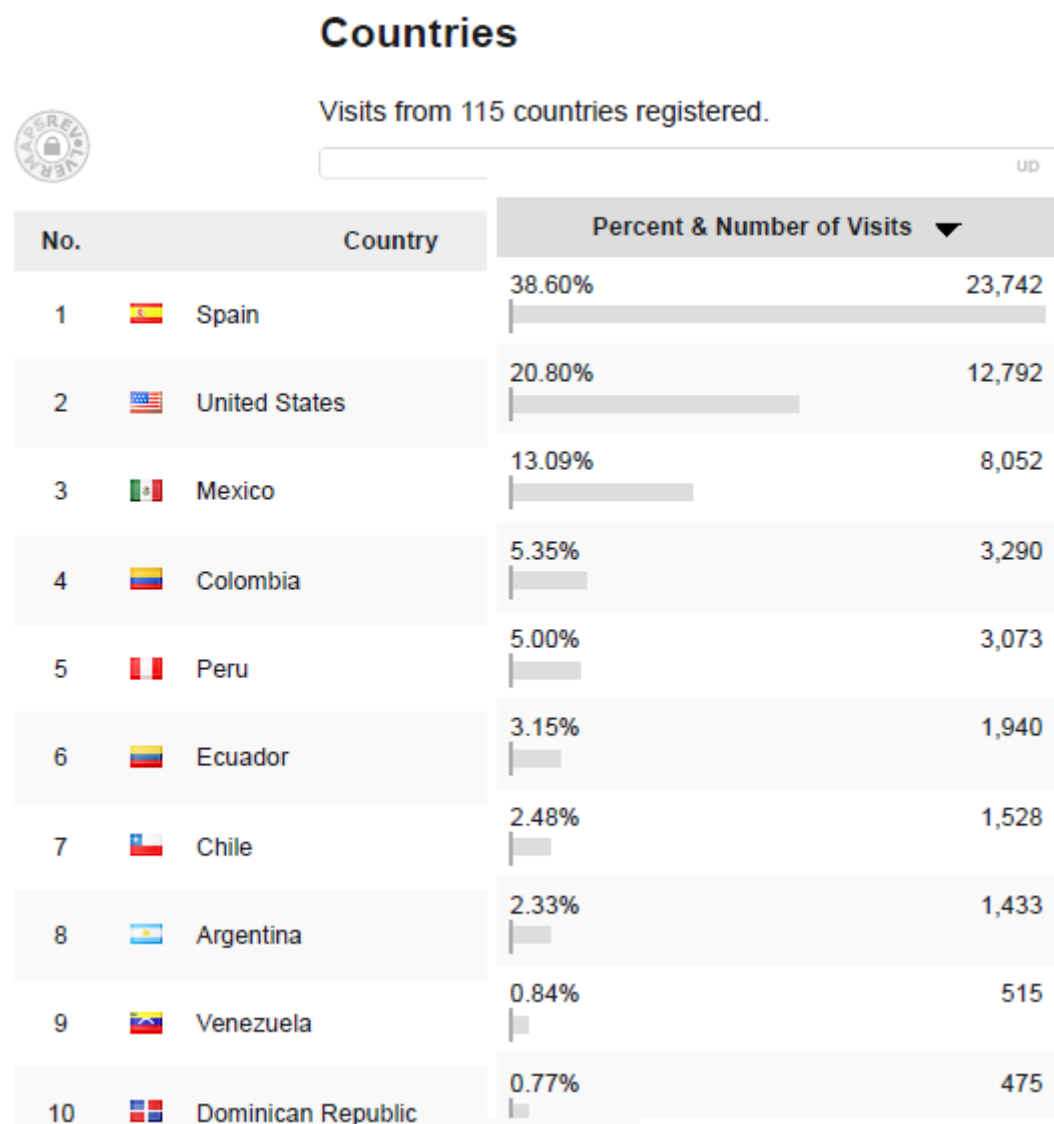 Countries
Visits from 115 countries registered.
REVOLVERMAPS
up
No. Country Percent & Number of Visits
1 Spain 38.60% 23,742
2 United States 20.80% 12,792
3 Mexico 13.09% 8,052
4 Colombia 5.35% 3,290
5 Peru 5.00% 3,073
6 Ecuador 3.15% 1,940
7 Chile 2.48% 1,528
8 Argentina 2.33% 1,433
9 Venezuela 0.84% 515
10 Dominican Republic 0.77% 475